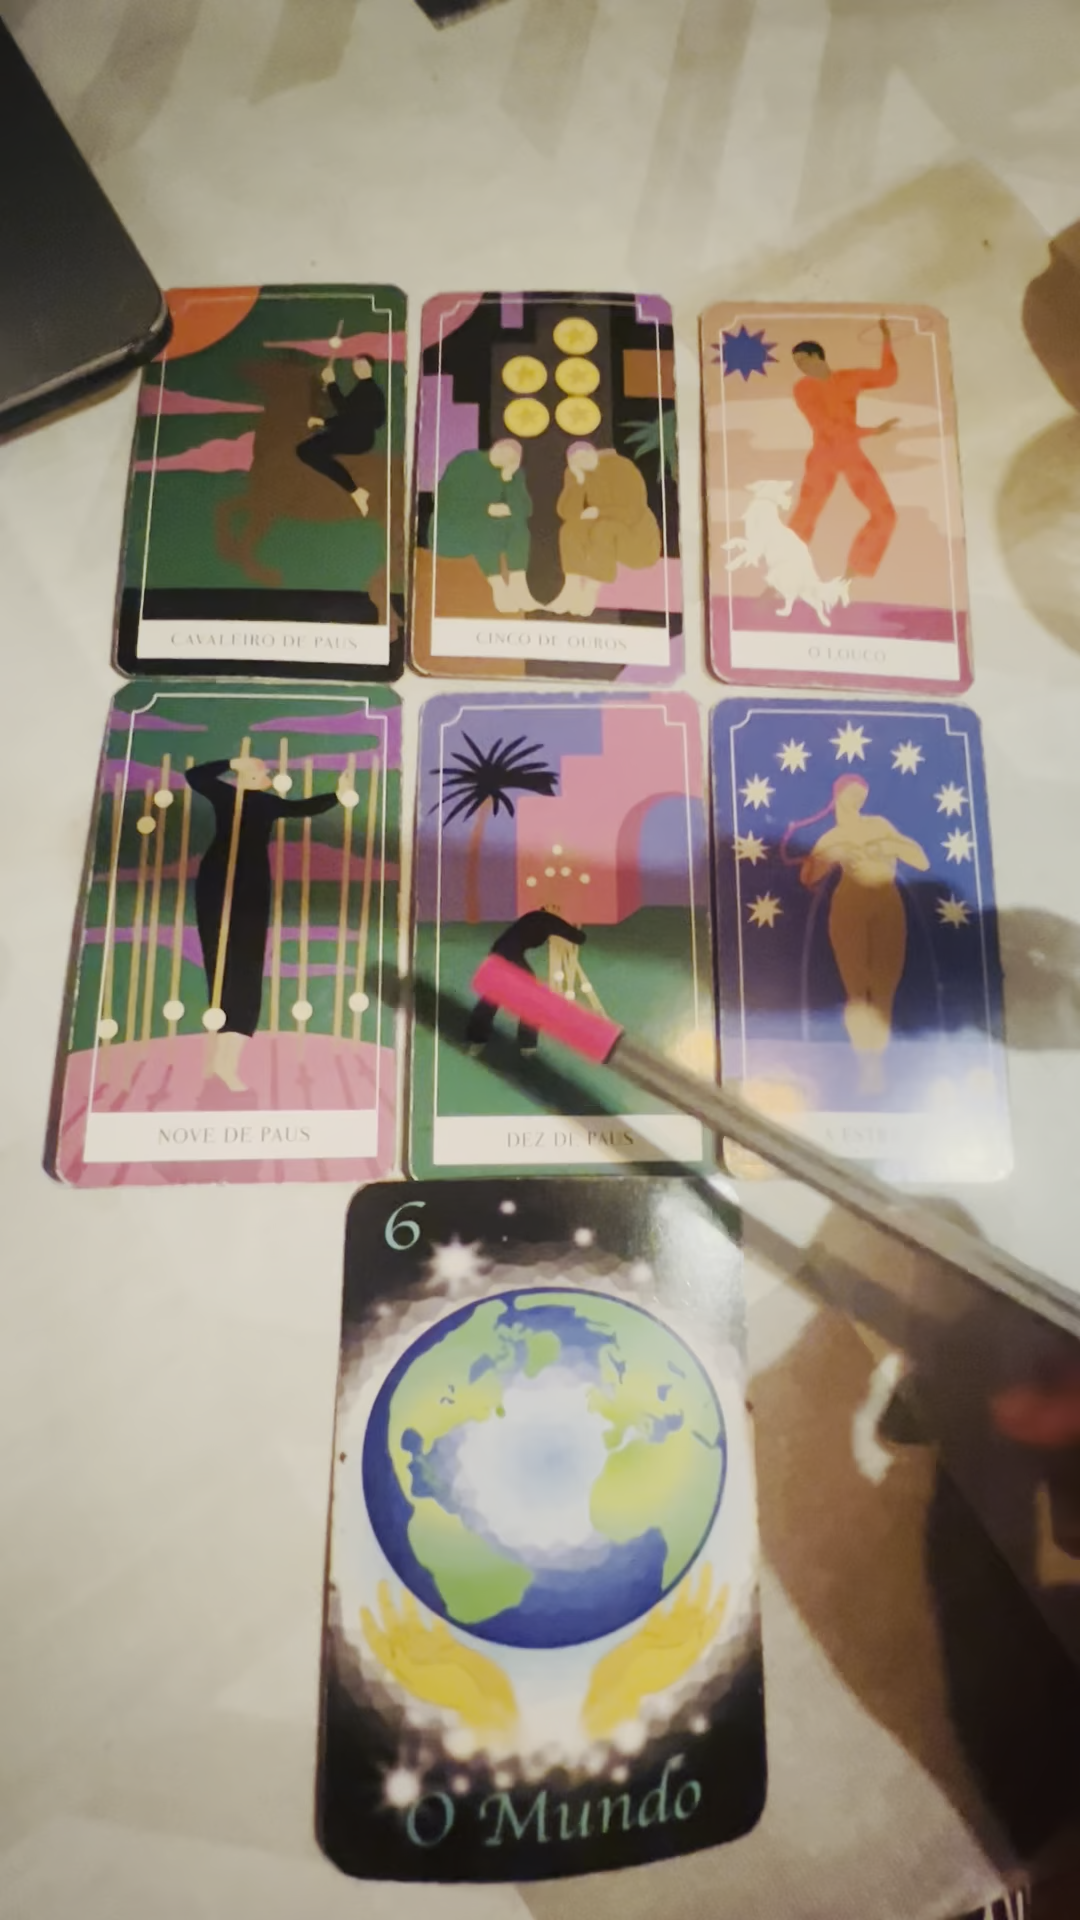 CAVALEIRO DE PAUS
CINCO DE OUROS
O LOUCO
NOVE DE PAUS
DEZ DE PAUS
6
O Mundo